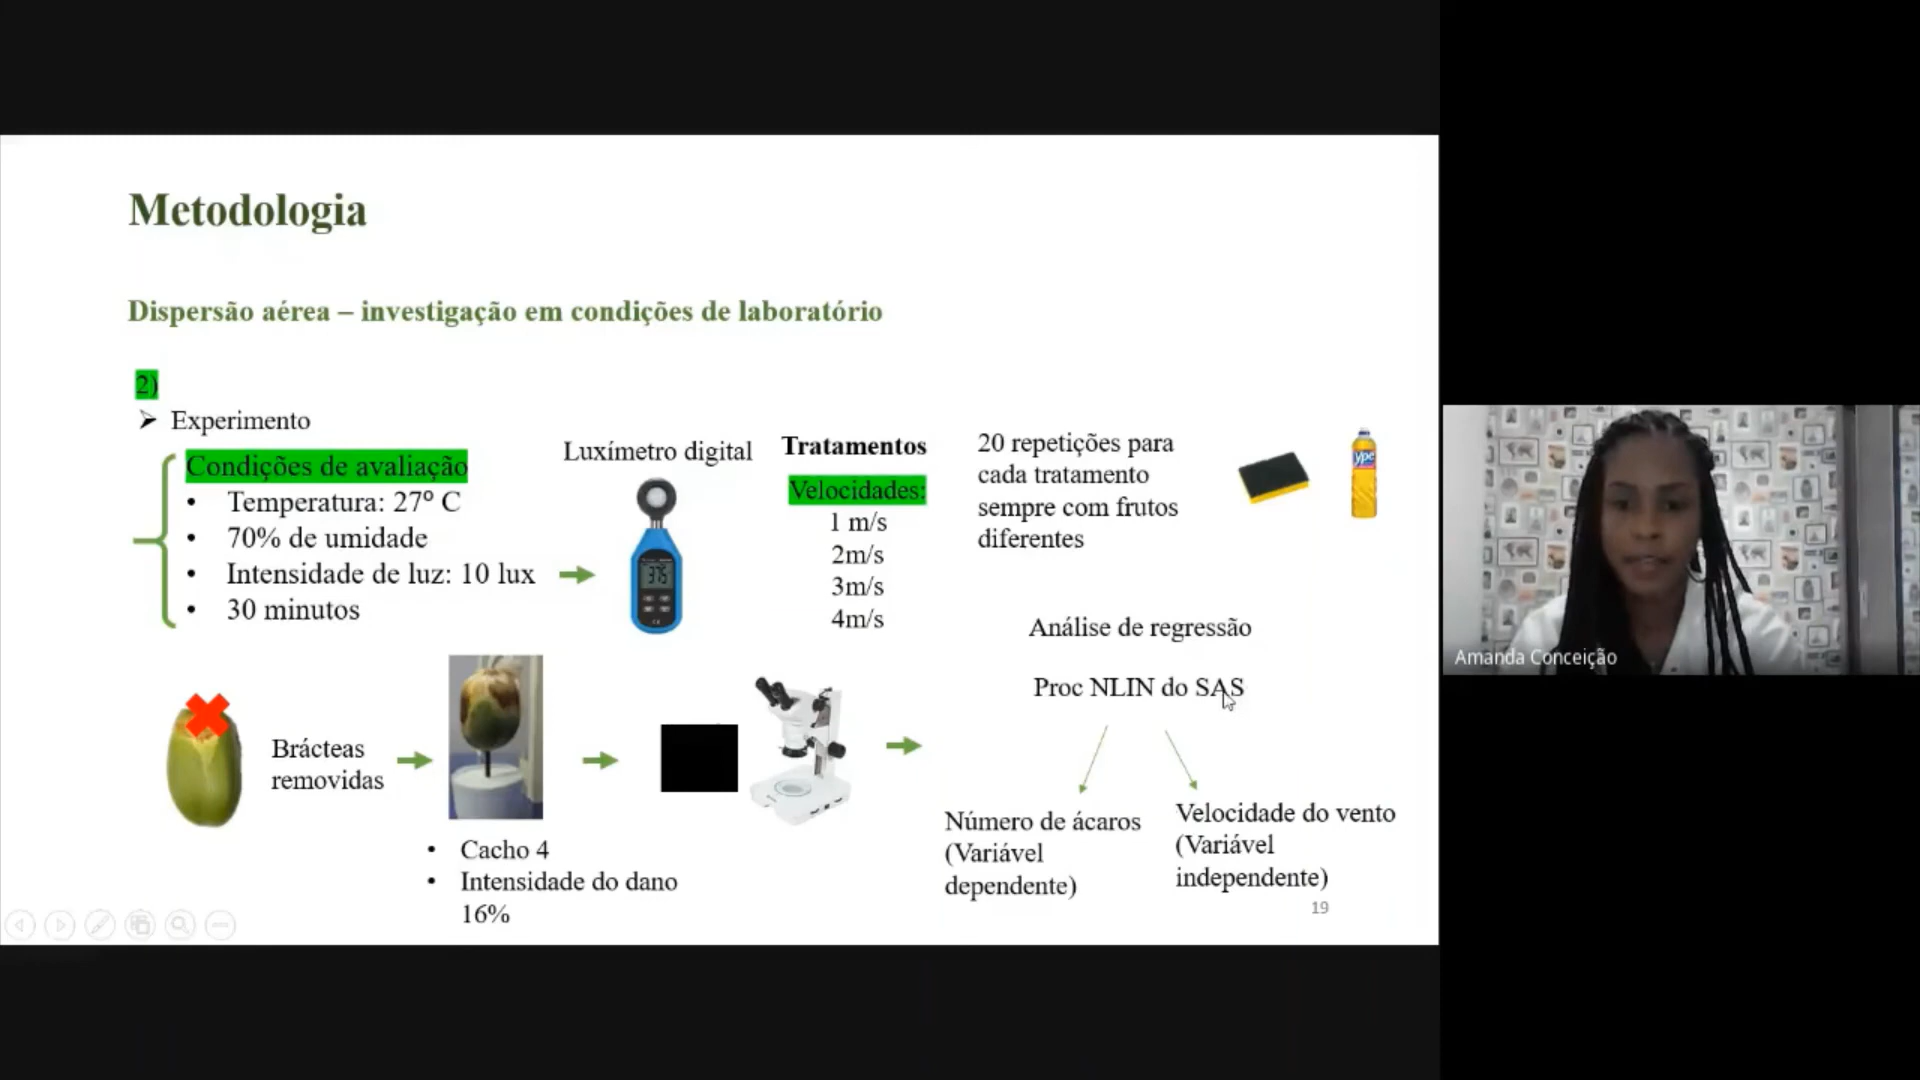 Metodologia
Dispersão aérea – investigação em condições de laboratório
2)
➢ Experimento
Condições de avaliação
• Temperatura: 27º C
• 70% de umidade
• Intensidade de luz: 10 lux
• 30 minutos
Luxímetro digital
376
Tratamentos
Velocidades:
1 m/s
2m/s
3m/s
4m/s
20 repetições para
cada tratamento
sempre com frutos
diferentes
ype
Brácteas
removidas
• Cacho 4
• Intensidade do dano
16%
Análise de regressão
Proc NLIN do SAS
Número de ácaros
(Variável
dependente)
Velocidade do vento
(Variável
independente)
19
Amanda Conceição